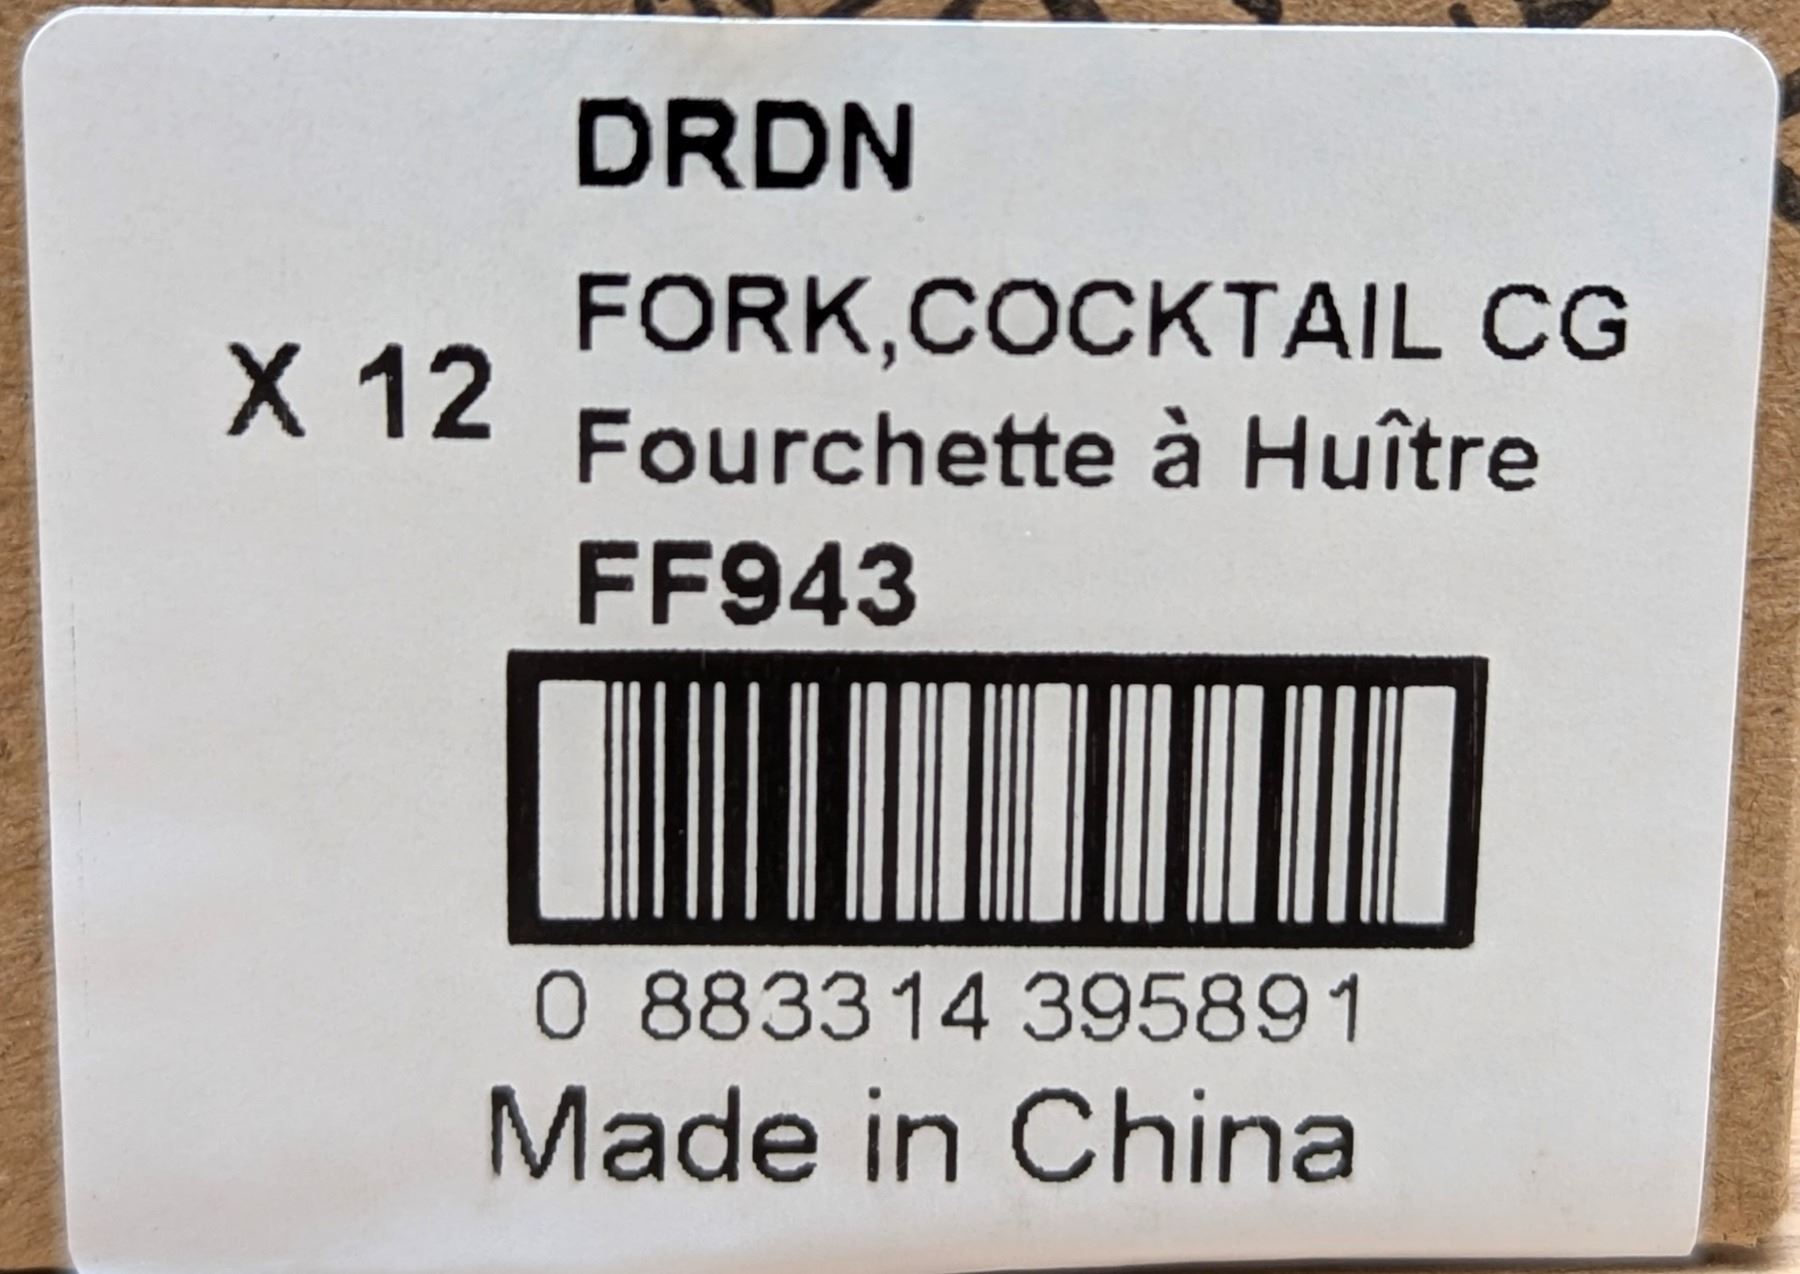 DRDN
FORK,COCKTAIL CG
X 12
Fourchette à Huître
FF943
0 883314 395891
Made in China